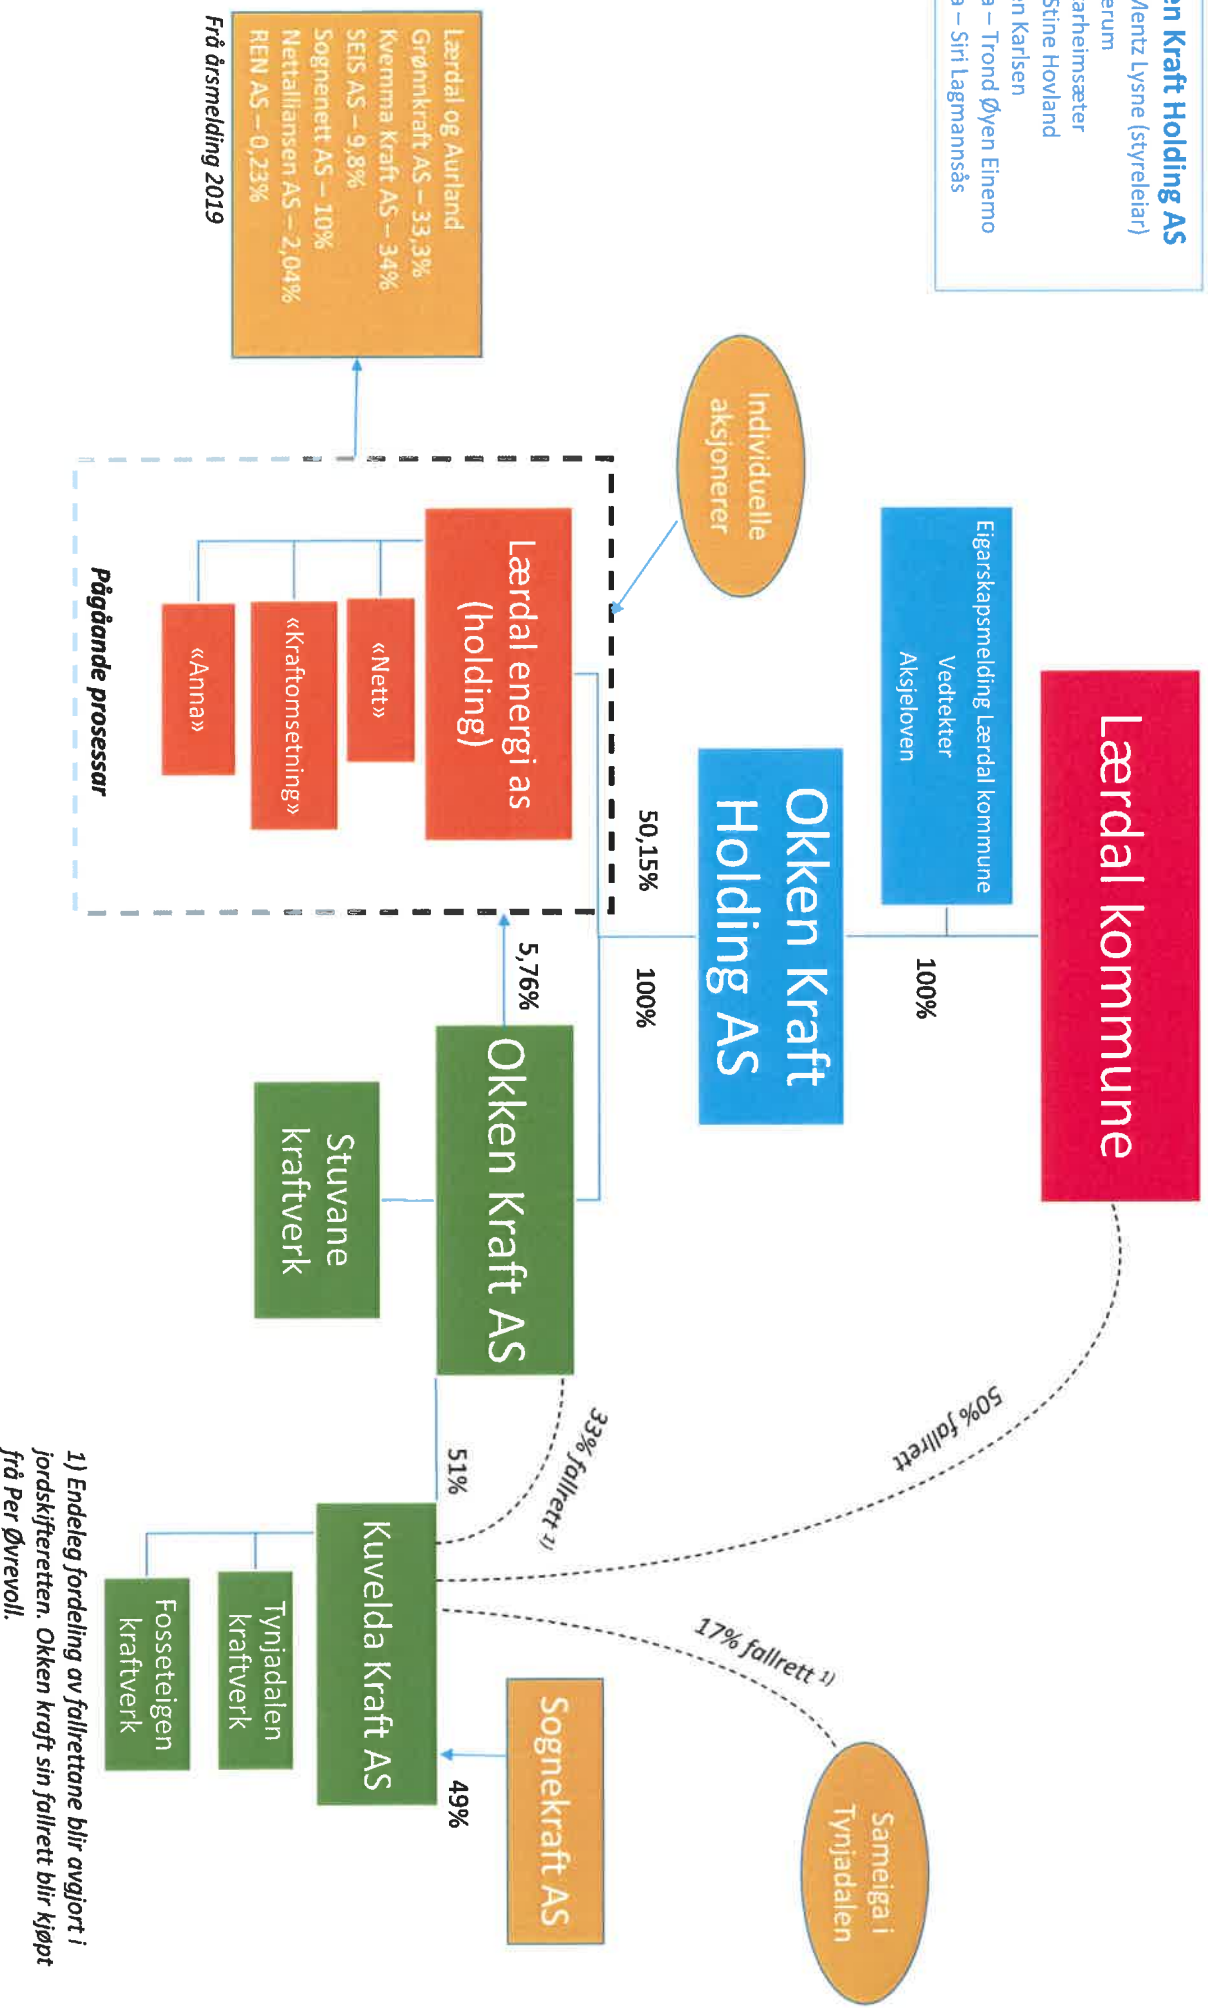 en Kraft Holding AS
Mentz Lysne (styreleiar)
erum
arheimsæter
Stine Hovland
en Karlsen
a – Trond Øyen Einemo
a – Siri Lagmannsås
Lærdal kommune
Eigarskapsmelding Lærdal kommune
Vedtekter
Aksjeloven
100%
50% fallrett
Okken Kraft
Holding AS
Individuelle
aksjonerer
50,15%
100%
17% fallrett 1)
Sameiga i
Tynjadalen
Lærdal og Aurland
Grønnkraft AS – 33,3%
Kvemma Kraft AS – 34%
SEIS AS – 9,8%
Sognenett AS – 10%
Nettalliansen AS – 2,04%
REN AS – 0,23%
Frå årsmelding 2019
Lærdal energi as
(holding)
«Nett»
«Kraftomsetning»
«Anna»
Pågåande prosessar
5,76%
Okken Kraft AS
Stuvane
kraftverk
33% fallrett 1)
51%
Sognekraft AS
49%
Kuvelda Kraft AS
Tynjadalen
kraftverk
Fosseteigen
kraftverk
1) Endeleg fordeling av fallrettane blir avgjort i
jordskifteretten. Okken kraft sin fallrett blir kjøpt
frå Per Øvrevoll.